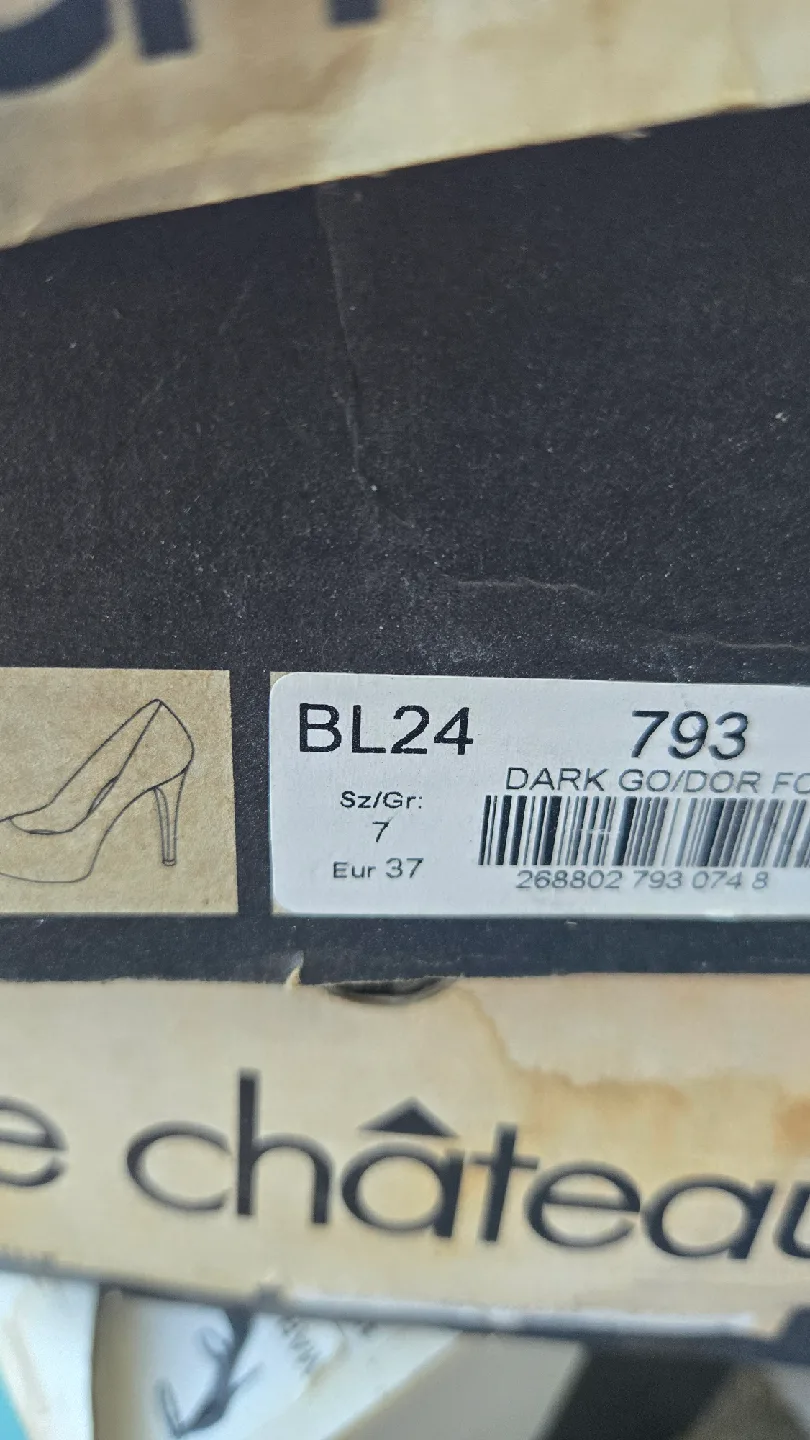 BL24 793
DARK GO/DOR FO
Sz/Gr:
7
Eur 37
268802 793 074 8
e château